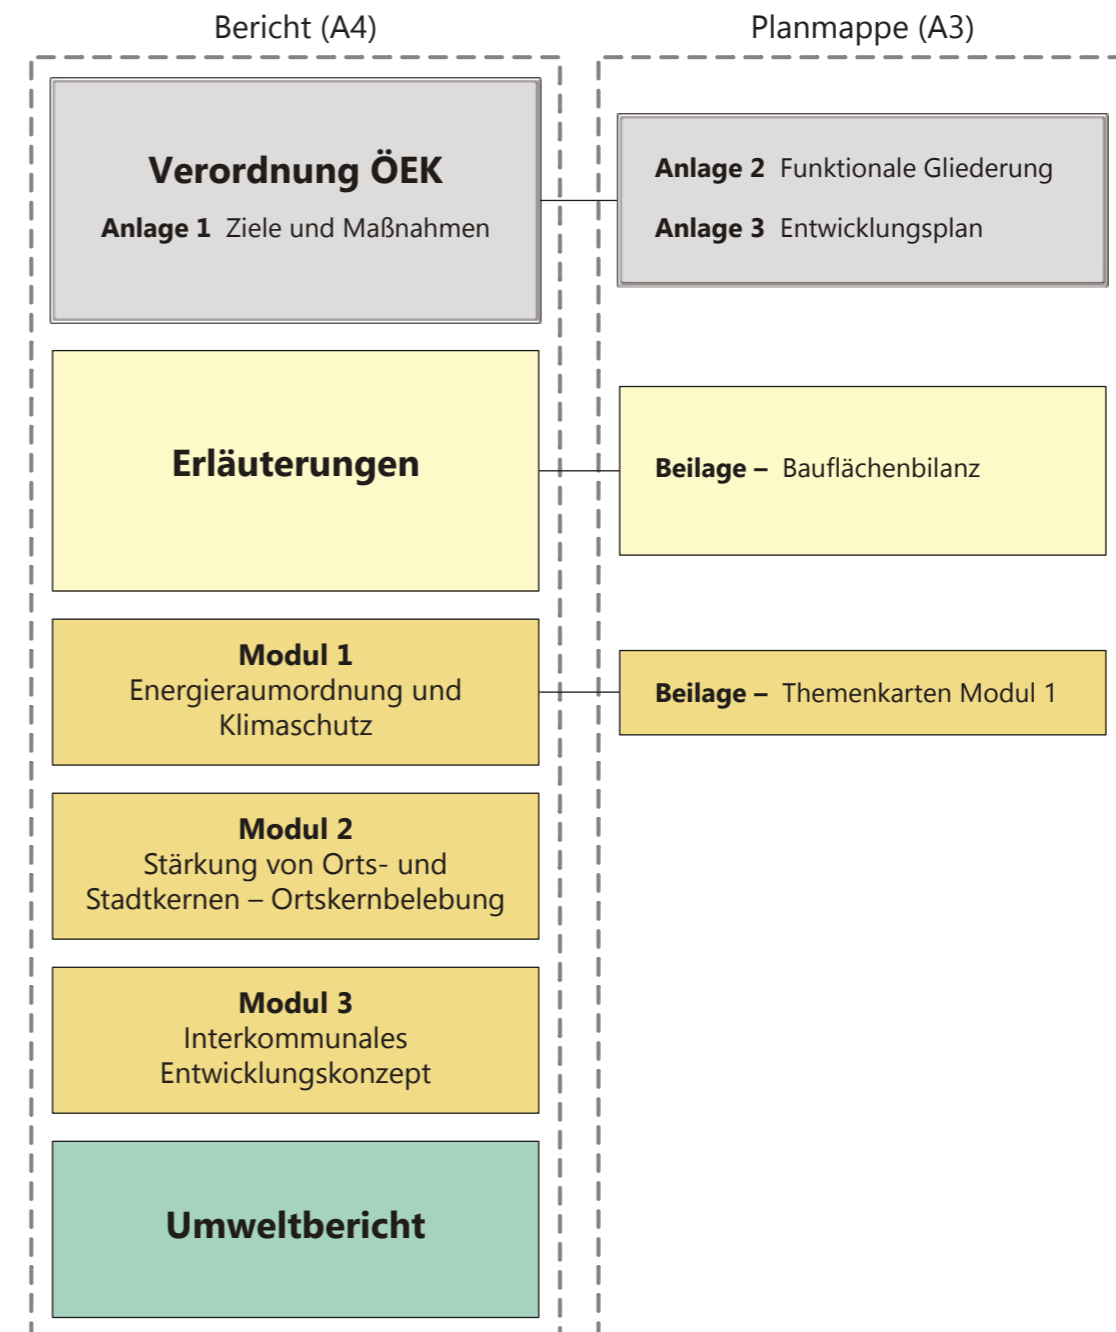 Bericht (A4)
Verordnung ÖEK
Anlage 1 Ziele und Maßnahmen
Erläuterungen
Modul 1
Energieraumordnung und
Klimaschutz
Modul 2
Stärkung von Orts- und
Stadtkernen – Ortskernbelebung
Modul 3
Interkommunales
Entwicklungskonzept
Umweltbericht
Planmappe (A3)
Anlage 2 Funktionale Gliederung
Anlage 3 Entwicklungsplan
Beilage – Bauflächenbilanz
Beilage – Themenkarten Modul 1